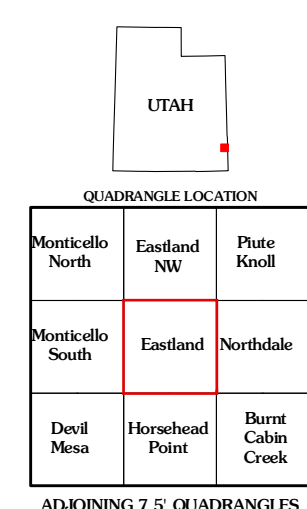 UTAH
QUADRANGLE LOCATION
Monticello North
Eastland NW
Piute Knoll
Monticello South
Eastland
Northdale
Devil Mesa
Horsehead Point
Burnt Cabin Creek
ADJOINING 7.5' QUADRANGLES